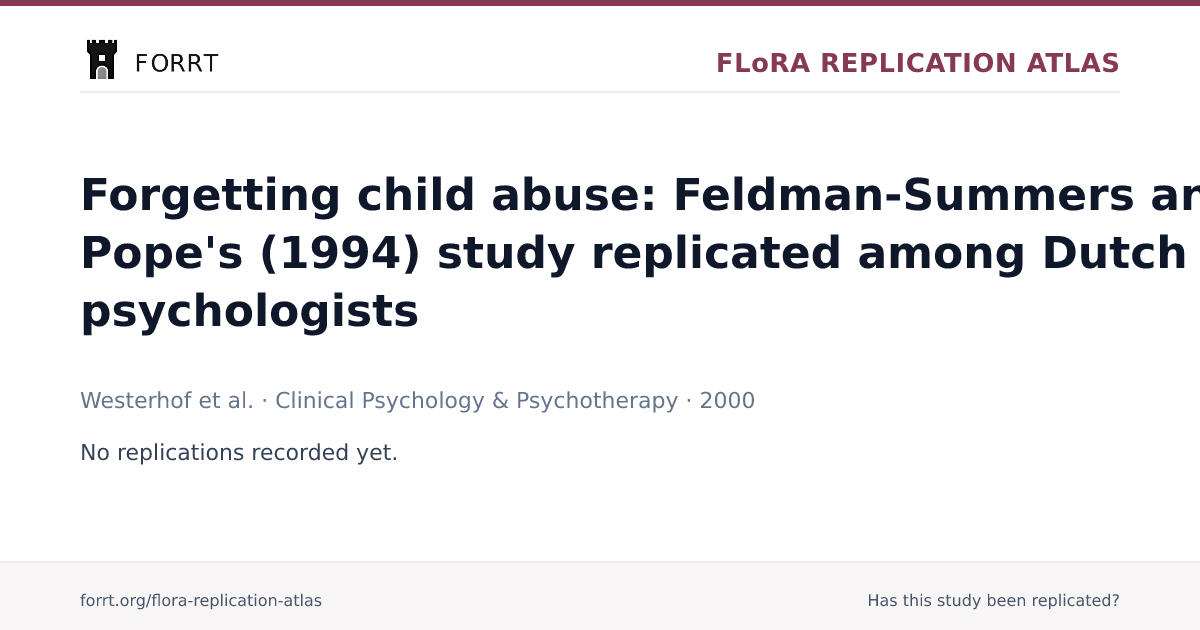 FORRT
FLoRA REPLICATION ATLAS
Forgetting child abuse: Feldman-Summers
Pope's (1994) study replicated among Dutch
psychologists
Westerhof et al. · Clinical Psychology & Psychotherapy · 2000
No replications recorded yet.
forrt.org/flora-replication-atlas
Has this study been replicated?